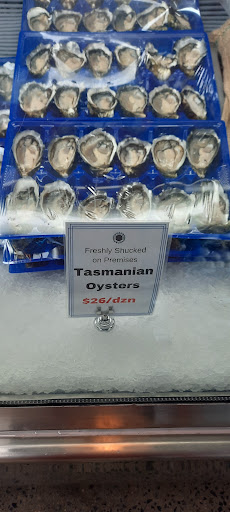 Freshly Shucked
on Premises
Tasmanian
Oysters
$26/dzn